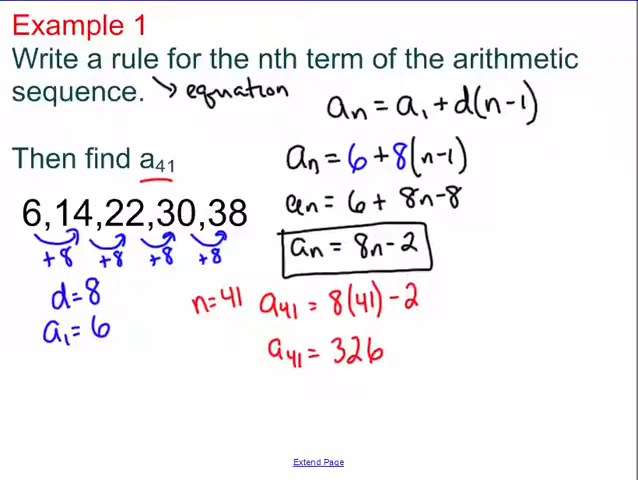 Example 1
Write a rule for the nth term of the arithmetic
sequence. ↘ equation
aₙ = a₁ + d(n-1)
Then find a₄₁
6,14,22,30,38
+8 +8 +8 +8
d=8
a₁=6
aₙ = 6 + 8(n-1)
aₙ = 6 + 8n-8
aₙ = 8n-2
n=41 a₄₁ = 8(41) - 2
a₄₁ = 326
Extend Page